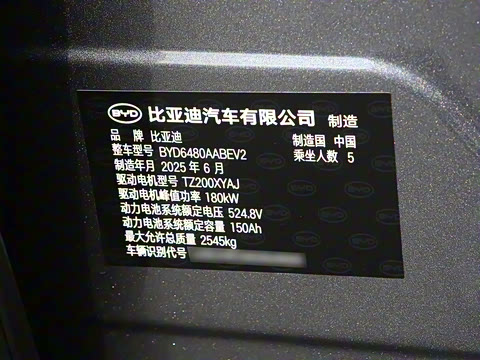 BYD 比亚迪汽车有限公司 制造
品 牌 比亚迪 制造国 中国
整车型号 BYD6480AABEV2 乘坐人数 5
制造年月 2025 年 6 月
驱动电机型号 TZ200XYAJ
驱动电机峰值功率 180kW
动力电池系统额定电压 524.8V
动力电池系统额定容量 150Ah
最大允许总质量 2545kg
车辆识别代号